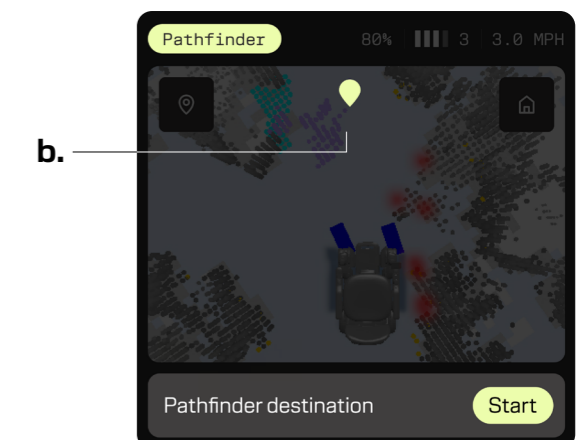 Pathfinder 80% 3 3.0 MPH
b.
Pathfinder destination Start